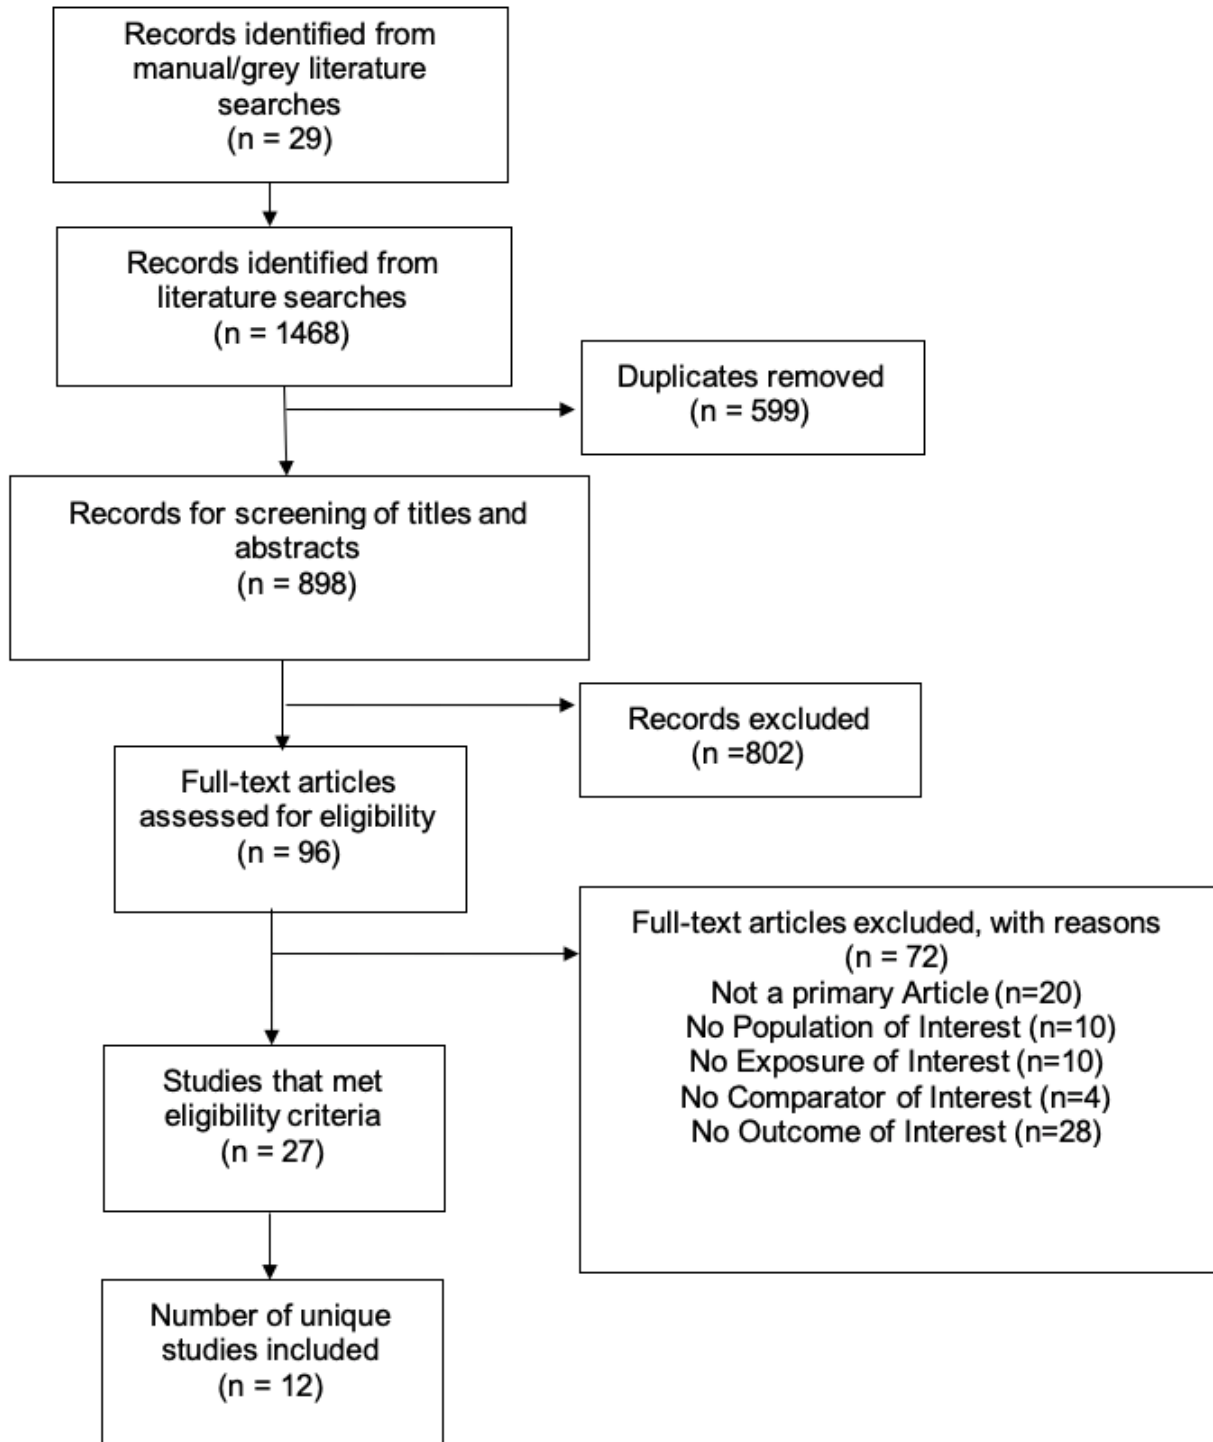 Records identified from
manual/grey literature
searches
(n = 29)
Records identified from
literature searches
(n = 1468)
Duplicates removed
(n = 599)
Records for screening of titles and
abstracts
(n = 898)
Records excluded
(n =802)
Full-text articles
assessed for eligibility
(n = 96)
Full-text articles excluded, with reasons
(n = 72)
Not a primary Article (n=20)
No Population of Interest (n=10)
No Exposure of Interest (n=10)
No Comparator of Interest (n=4)
No Outcome of Interest (n=28)
Studies that met
eligibility criteria
(n = 27)
Number of unique
studies included
(n = 12)